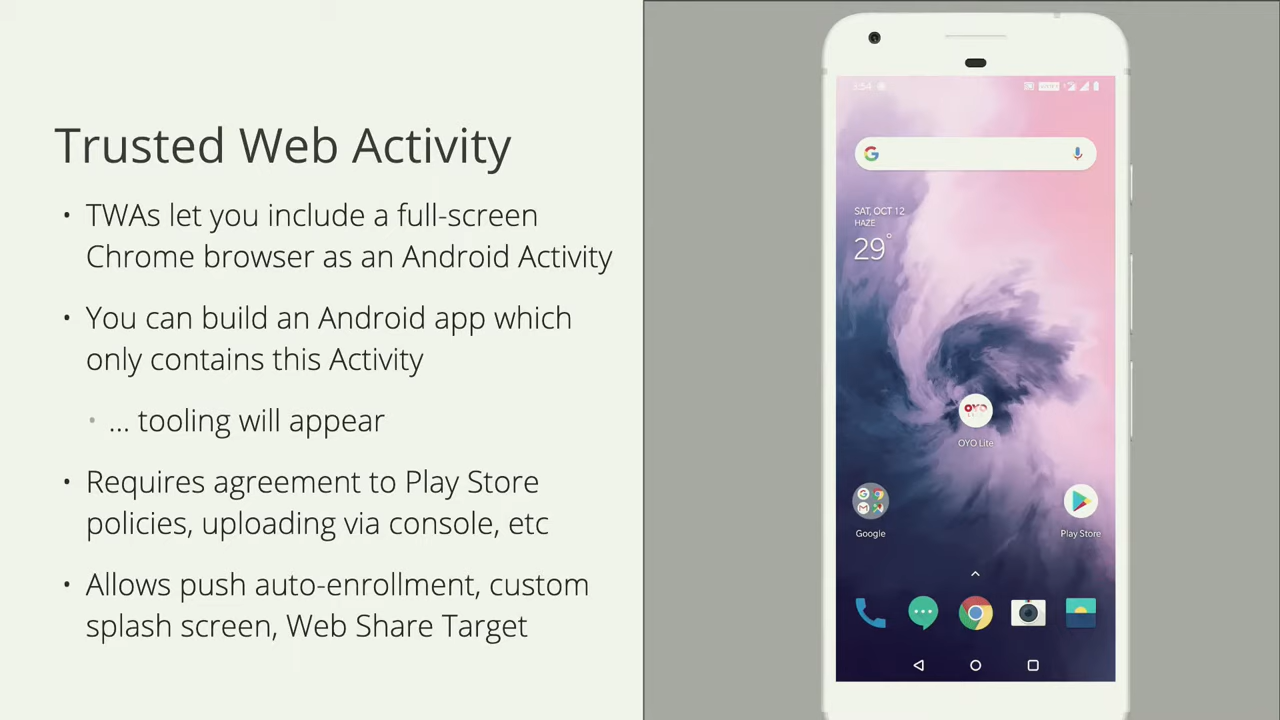 Trusted Web Activity
• TWAs let you include a full-screen
Chrome browser as an Android Activity
• You can build an Android app which
only contains this Activity
• ... tooling will appear
• Requires agreement to Play Store
policies, uploading via console, etc
• Allows push auto-enrollment, custom
splash screen, Web Share Target
SAT, OCT 12
HAZE
29°
OYO
OYO Lite
Google
Play Store